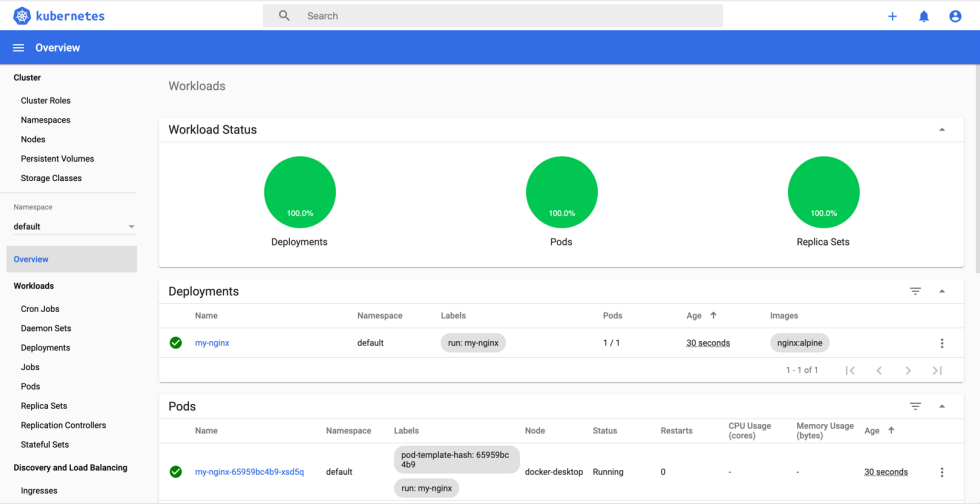 kubernetes
Search
Overview
Cluster
Cluster Roles
Namespaces
Nodes
Persistent Volumes
Storage Classes
Namespace
default
Overview
Workloads
Cron Jobs
Daemon Sets
Deployments
Jobs
Pods
Replica Sets
Replication Controllers
Stateful Sets
Discovery and Load Balancing
Ingresses
Workloads
Workload Status
100.0% 100.0% 100.0%
Deployments Pods Replica Sets
Deployments
Name Namespace Labels Pods Age Images
my-nginx default run: my-nginx 1 / 1 30 seconds nginx:alpine
1 - 1 of 1
Pods
Name Namespace Labels Node Status Restarts CPU Usage (cores) Memory Usage (bytes) Age
my-nginx-65959bc4b9-xsd5q default pod-template-hash: 65959bc
4b9
run: my-nginx
docker-desktop Running 0 - - 30 seconds